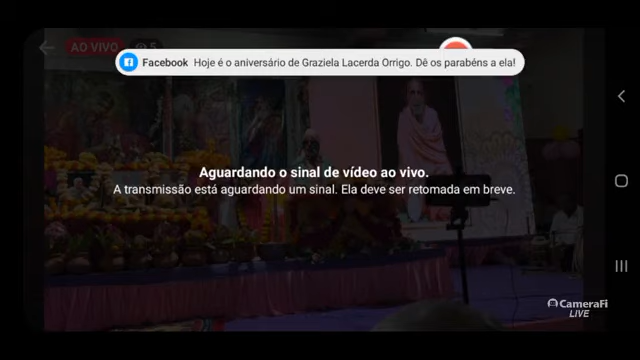 AO VIVO 5
Facebook Hoje é o aniversário de Graziela Lacerda Orrigo. Dê os parabéns a ela!
Aguardando o sinal de vídeo ao vivo.
A transmissão está aguardando um sinal. Ela deve ser retomada em breve.
CameraFi
LIVE